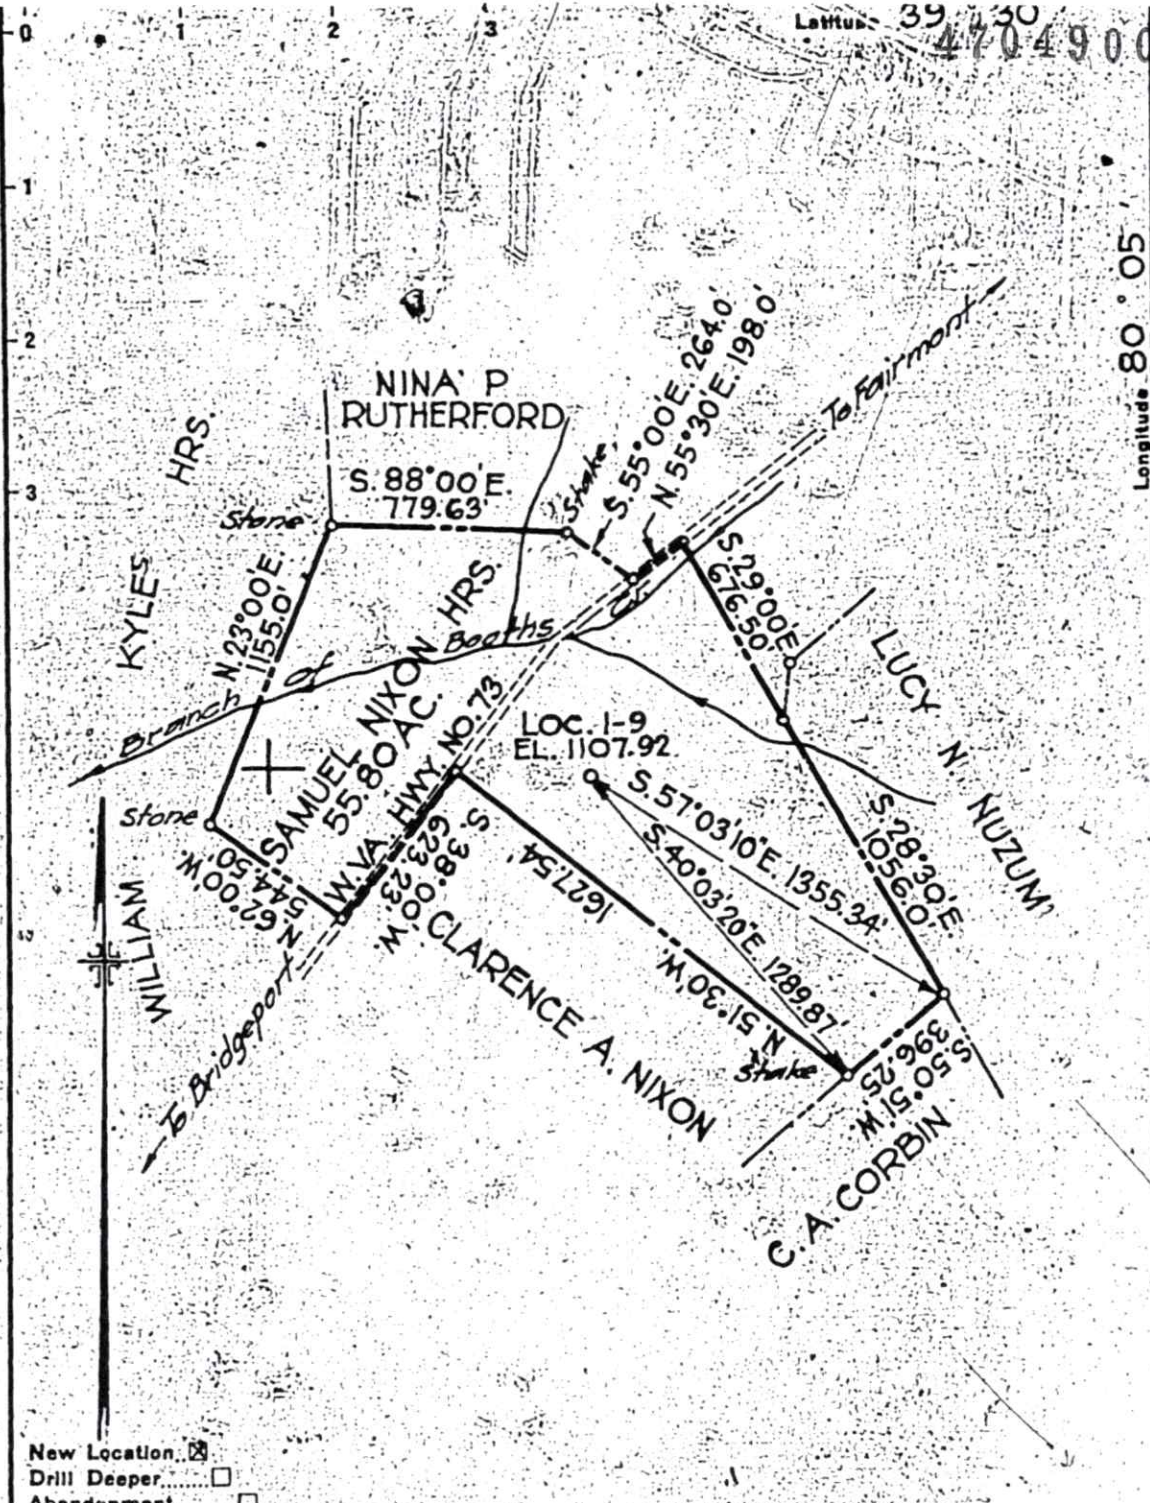 0 1 2 3
Latitude 39° 30'
4704900
1
2
3
Longitude 80° 05'
NINA P
RUTHERFORD
S. 88°00'E.
779.63'
Stone
Stake
S. 55°00'E. 264.0'
N. 55°30'E. 198.0'
To Fairmont
KYLES HRS.
N. 23°00'E.
1155.0'
Branch of Booths Cr.
S. 29°00'E.
676.50'
LUCY N. NUZUM
SAMUEL NIXON HRS.
55.80 AC.
W. VA. HWY. NO. 73
LOC. 1-9
EL. 1107.92
Stone
N. 62°00'W.
544.50'
S. 38°00'W.
623.23'
1627.54'
N. 51°30'W.
S. 57°03'10"E. 1355.34'
S. 40°03'20"E 1289.87'
S. 28°30'E.
1056.0'
WILLIAM
CLARENCE A. NIXON
Stake
S. 50°51'W.
396.25'
C. A. CORBIN
To Bridgeport
New Location ☒
Drill Deeper ☐
Abandonment ☐